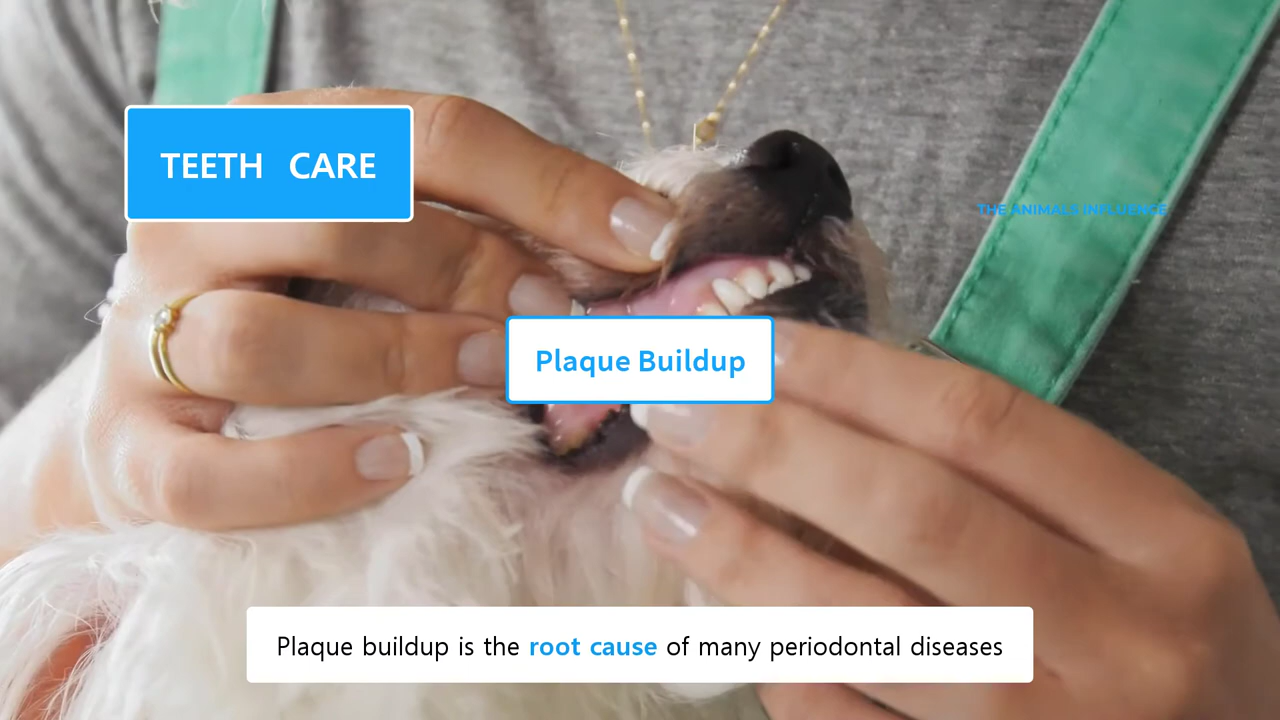 TEETH CARE
THE ANIMALS INFLUENCE
Plaque Buildup
Plaque buildup is the root cause of many periodontal diseases